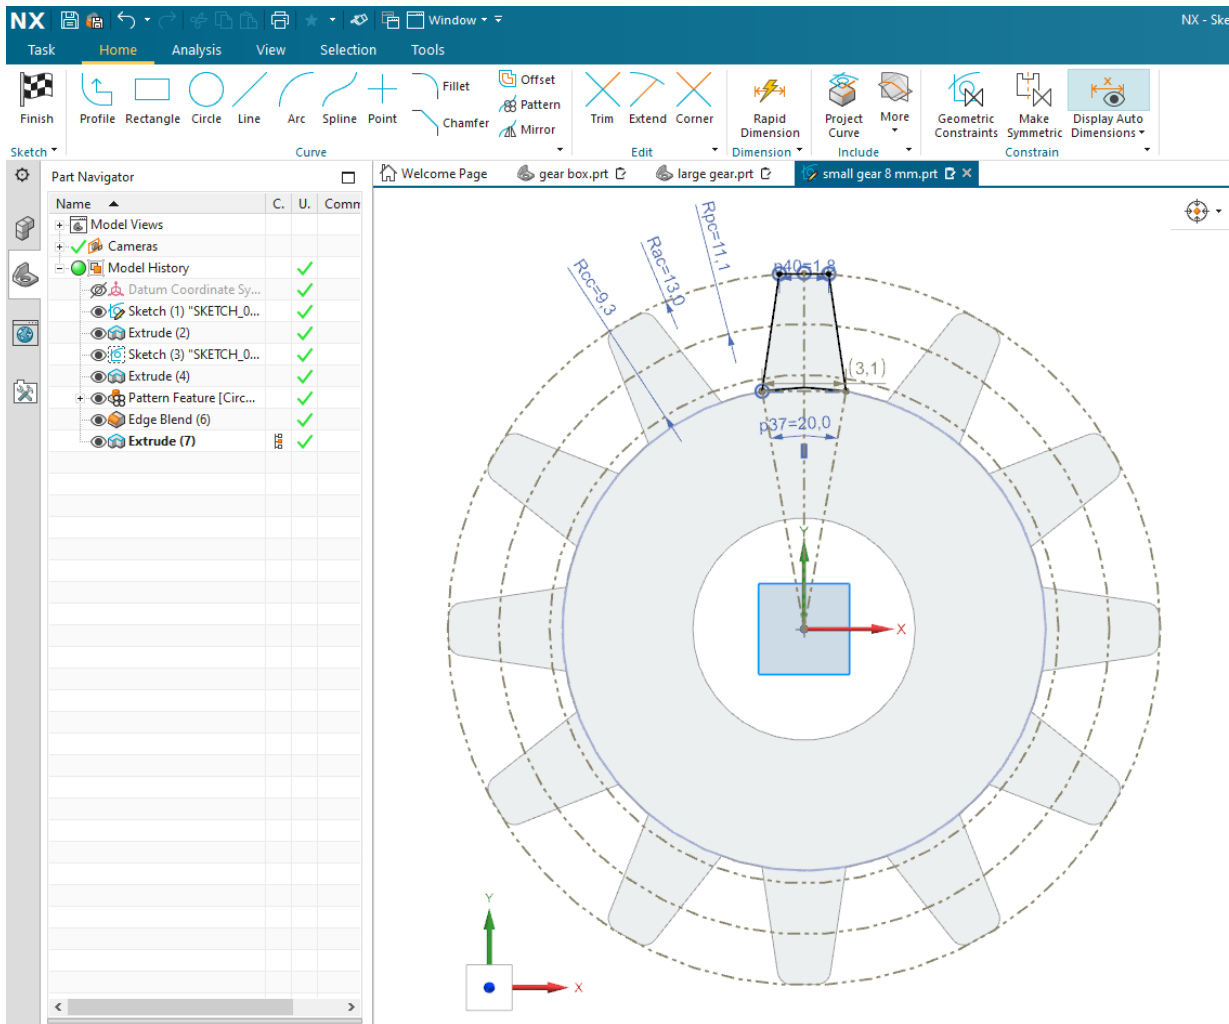 NX Window NX - Ske
Task Home Analysis View Selection Tools
Finish Profile Rectangle Circle Line Arc Spline Point Fillet Chamfer Offset Pattern Mirror Trim Extend Corner Rapid Dimension Project Curve More Geometric Constraints Make Symmetric Display Auto Dimensions
Sketch Curve Edit Dimension Include Constrain
Part Navigator
Welcome Page gear box.prt large gear.prt small gear 8 mm.prt
Name C. U. Comm
Model Views
Cameras
Model History
Datum Coordinate Sy...
Sketch (1) "SKETCH_0...
Extrude (2)
Sketch (3) "SKETCH_0...
Extrude (4)
Pattern Feature [Circ...
Edge Blend (6)
Extrude (7)
Rpc=11,1
Rac=13,0
Rcc=9,3
p40=1,8
(3,1)
p37=20,0
Y
X
Y
X